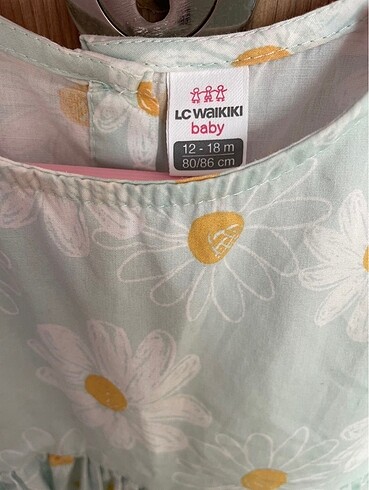 LC WAIKIKI
baby
12 - 18 m
80/86 cm